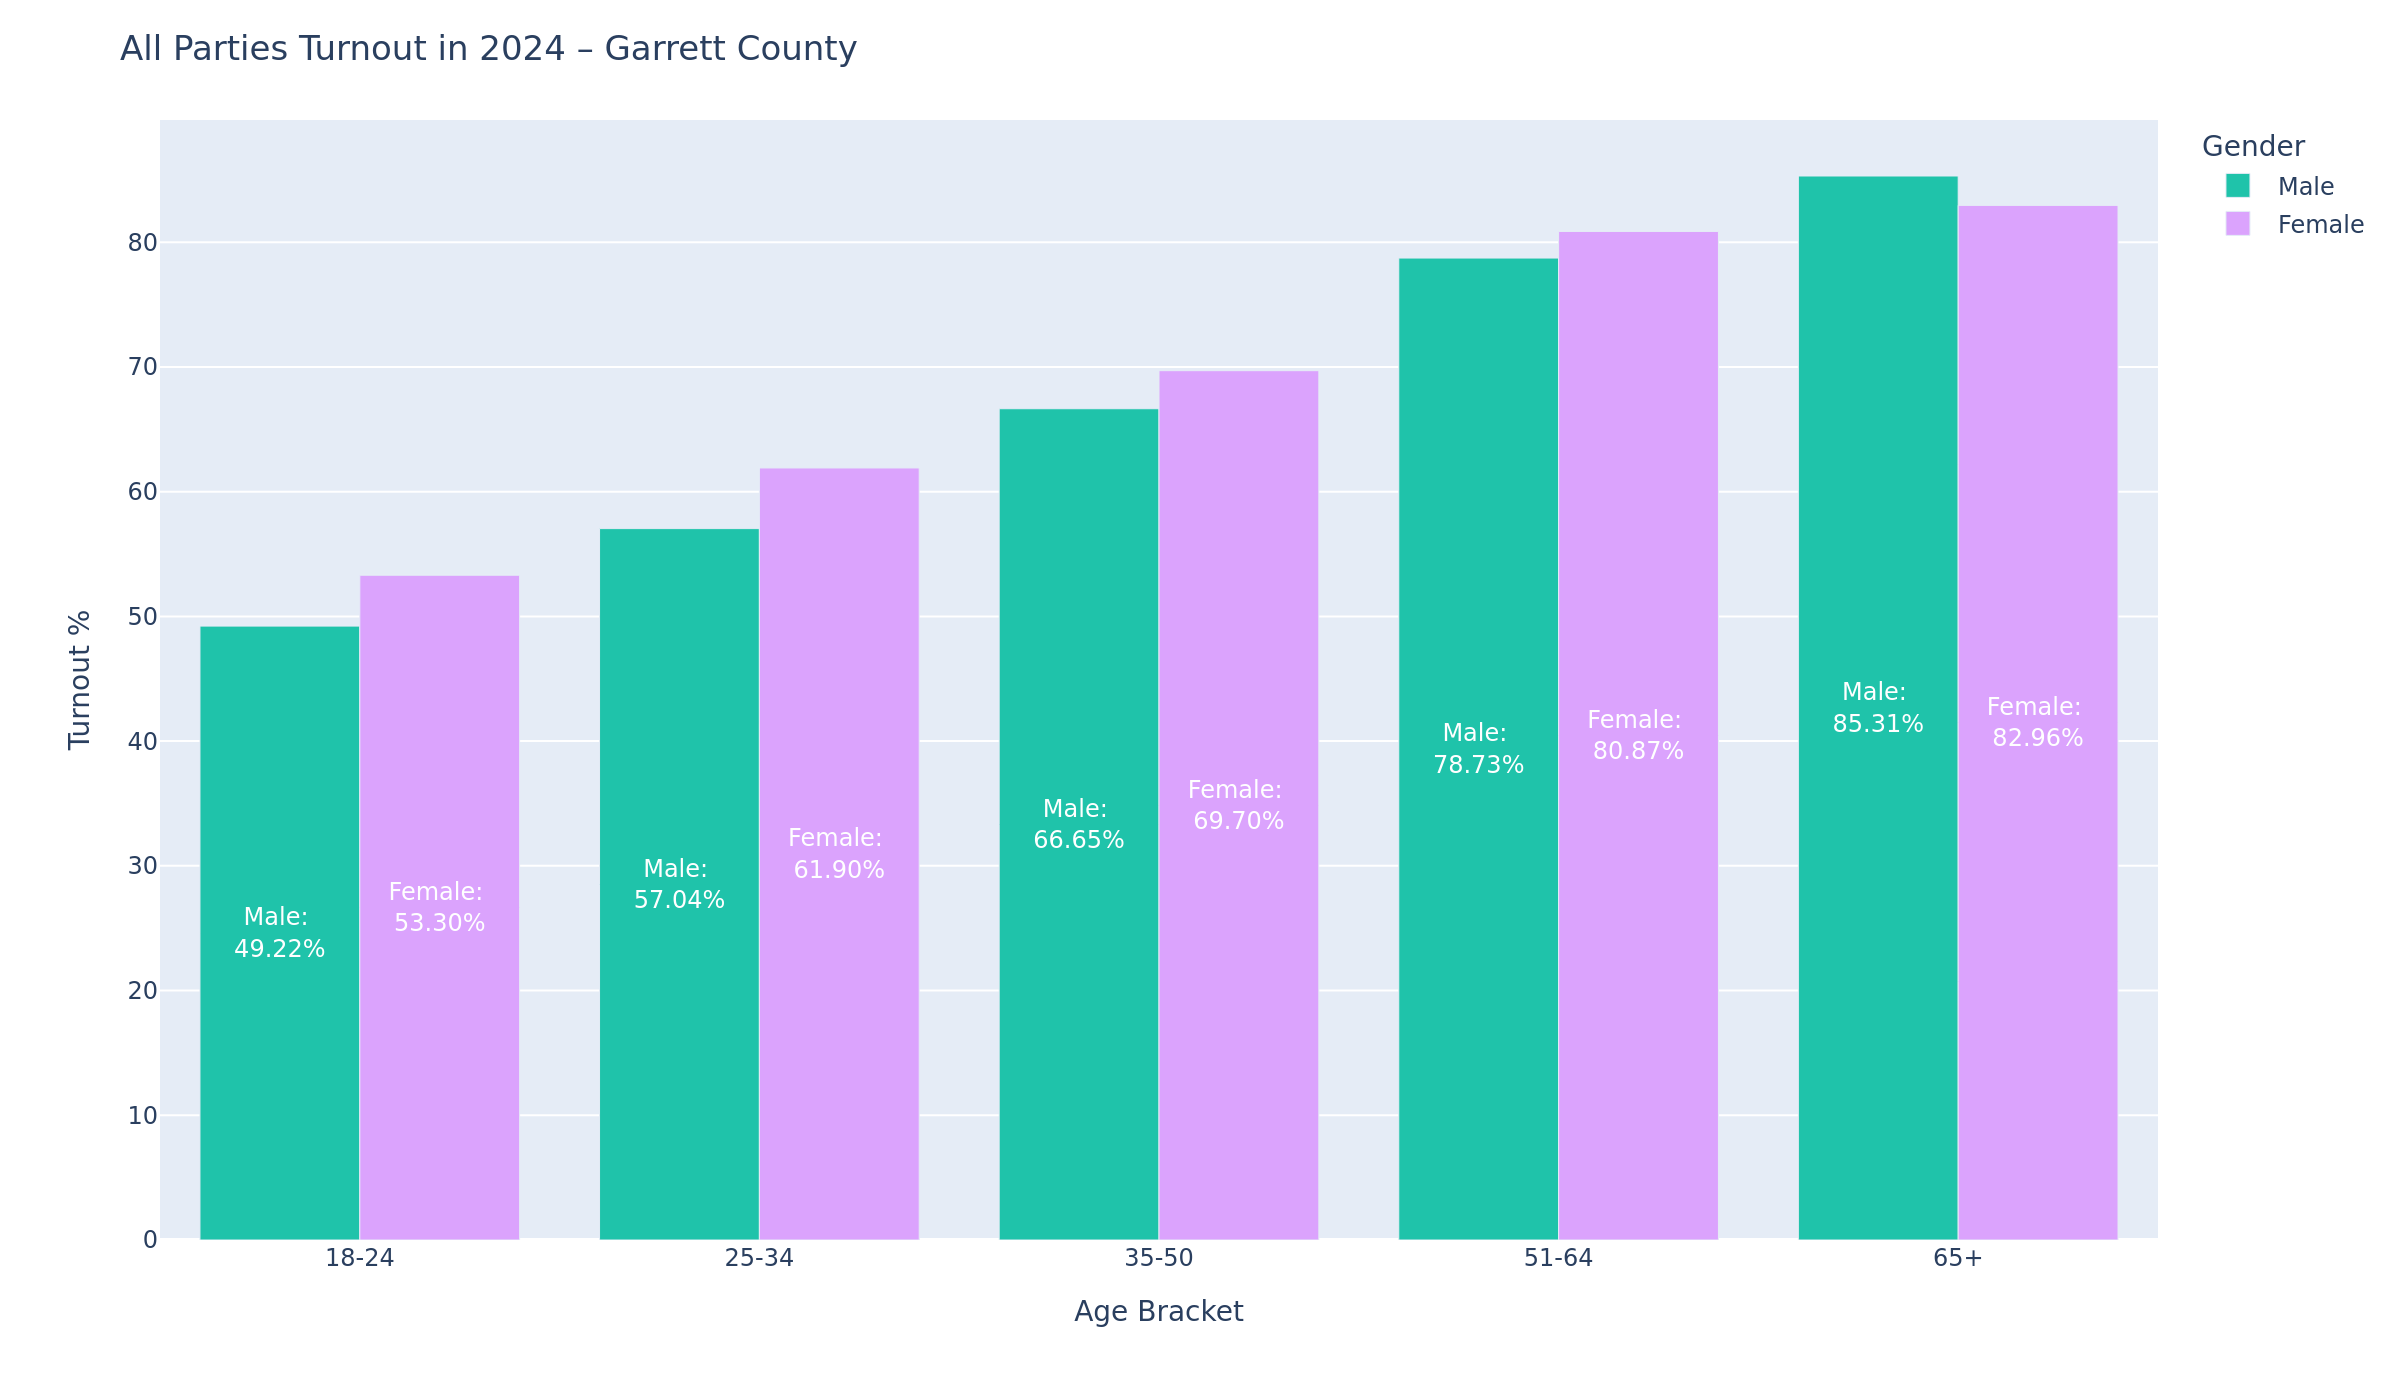 All Parties Turnout in 2024 – Garrett County
Gender
Male
Female
Turnout %
80
70
60
50
40
30
20
10
0
Male:
49.22%
Female:
53.30%
Male:
57.04%
Female:
61.90%
Male:
66.65%
Female:
69.70%
Male:
78.73%
Female:
80.87%
Male:
85.31%
Female:
82.96%
18-24
25-34
35-50
51-64
65+
Age Bracket